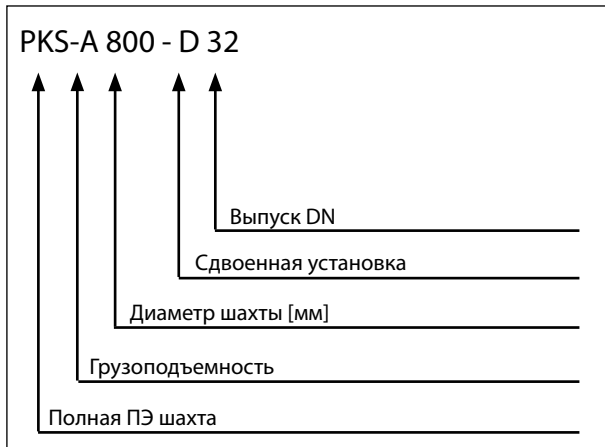 PKS-A 800 - D 32
Выпуск DN
Сдвоенная установка
Диаметр шахты [мм]
Грузоподъемность
Полная ПЭ шахта